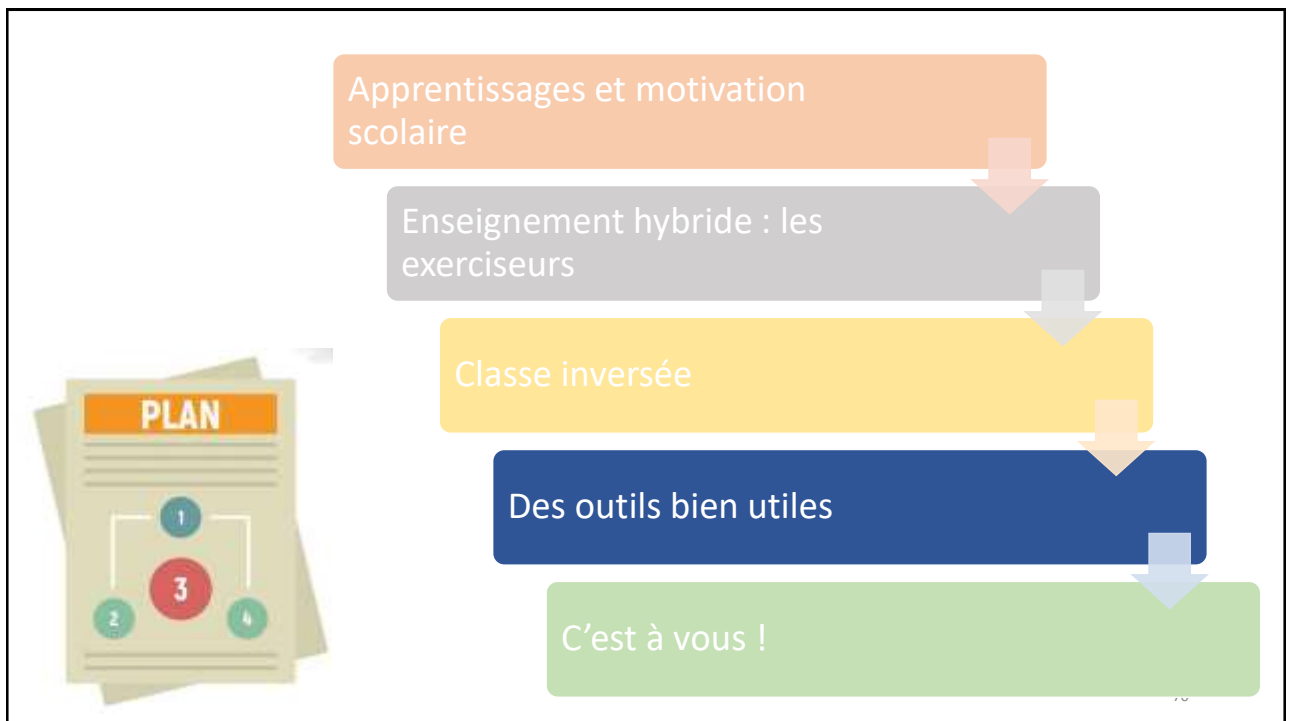 Apprentissages et motivation
scolaire
Enseignement hybride : les
exerciseurs
Classe inversée
PLAN
Des outils bien utiles
1
3
2
4
C’est à vous !